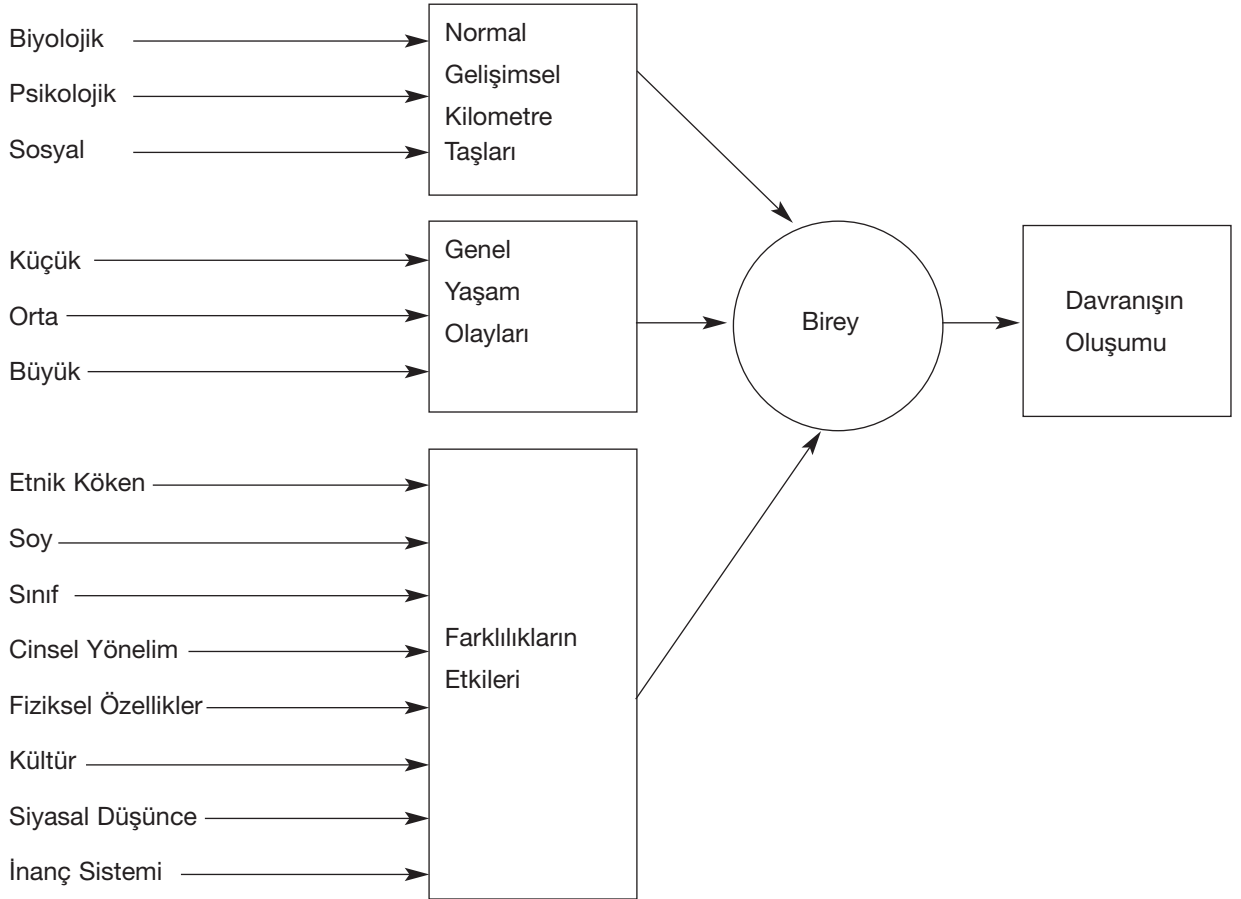 Biyolojik
Psikolojik
Sosyal
Normal
Gelişimsel
Kilometre
Taşları
Küçük
Orta
Büyük
Genel
Yaşam
Olayları
Etnik Köken
Soy
Sınıf
Cinsel Yönelim
Fiziksel Özellikler
Kültür
Siyasal Düşünce
İnanç Sistemi
Farklılıkların
Etkileri
Birey
Davranışın
Oluşumu